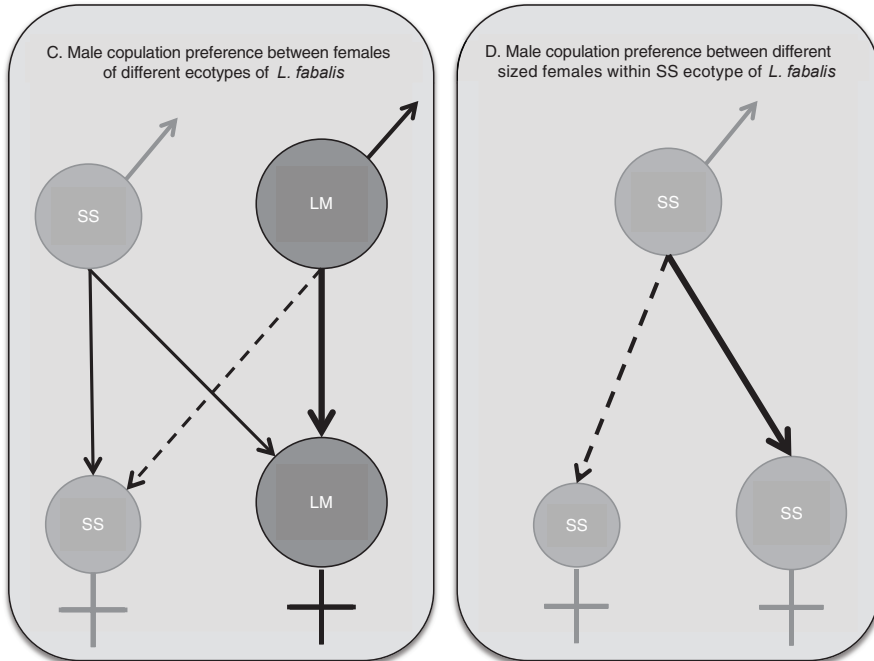 C. Male copulation preference between females
of different ecotypes of L. fabalis
SS
LM
SS
LM
D. Male copulation preference between different
sized females within SS ecotype of L. fabalis
SS
SS
SS